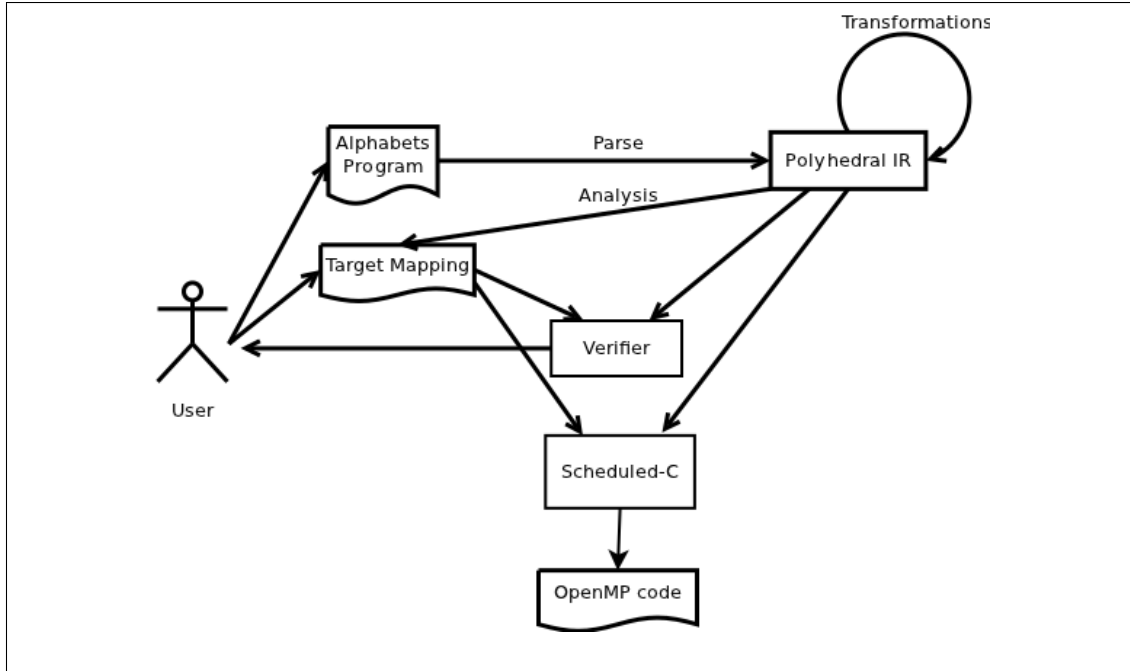 Transformations
Alphabets
Program
Parse
Polyhedral IR
Analysis
Target Mapping
Verifier
User
Scheduled-C
OpenMP code